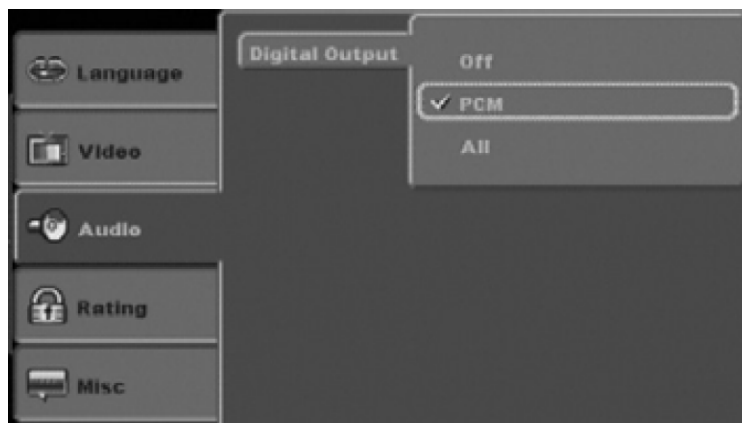 Language
Video
Audio
Rating
Misc
Digital Output
Off
PCM
All